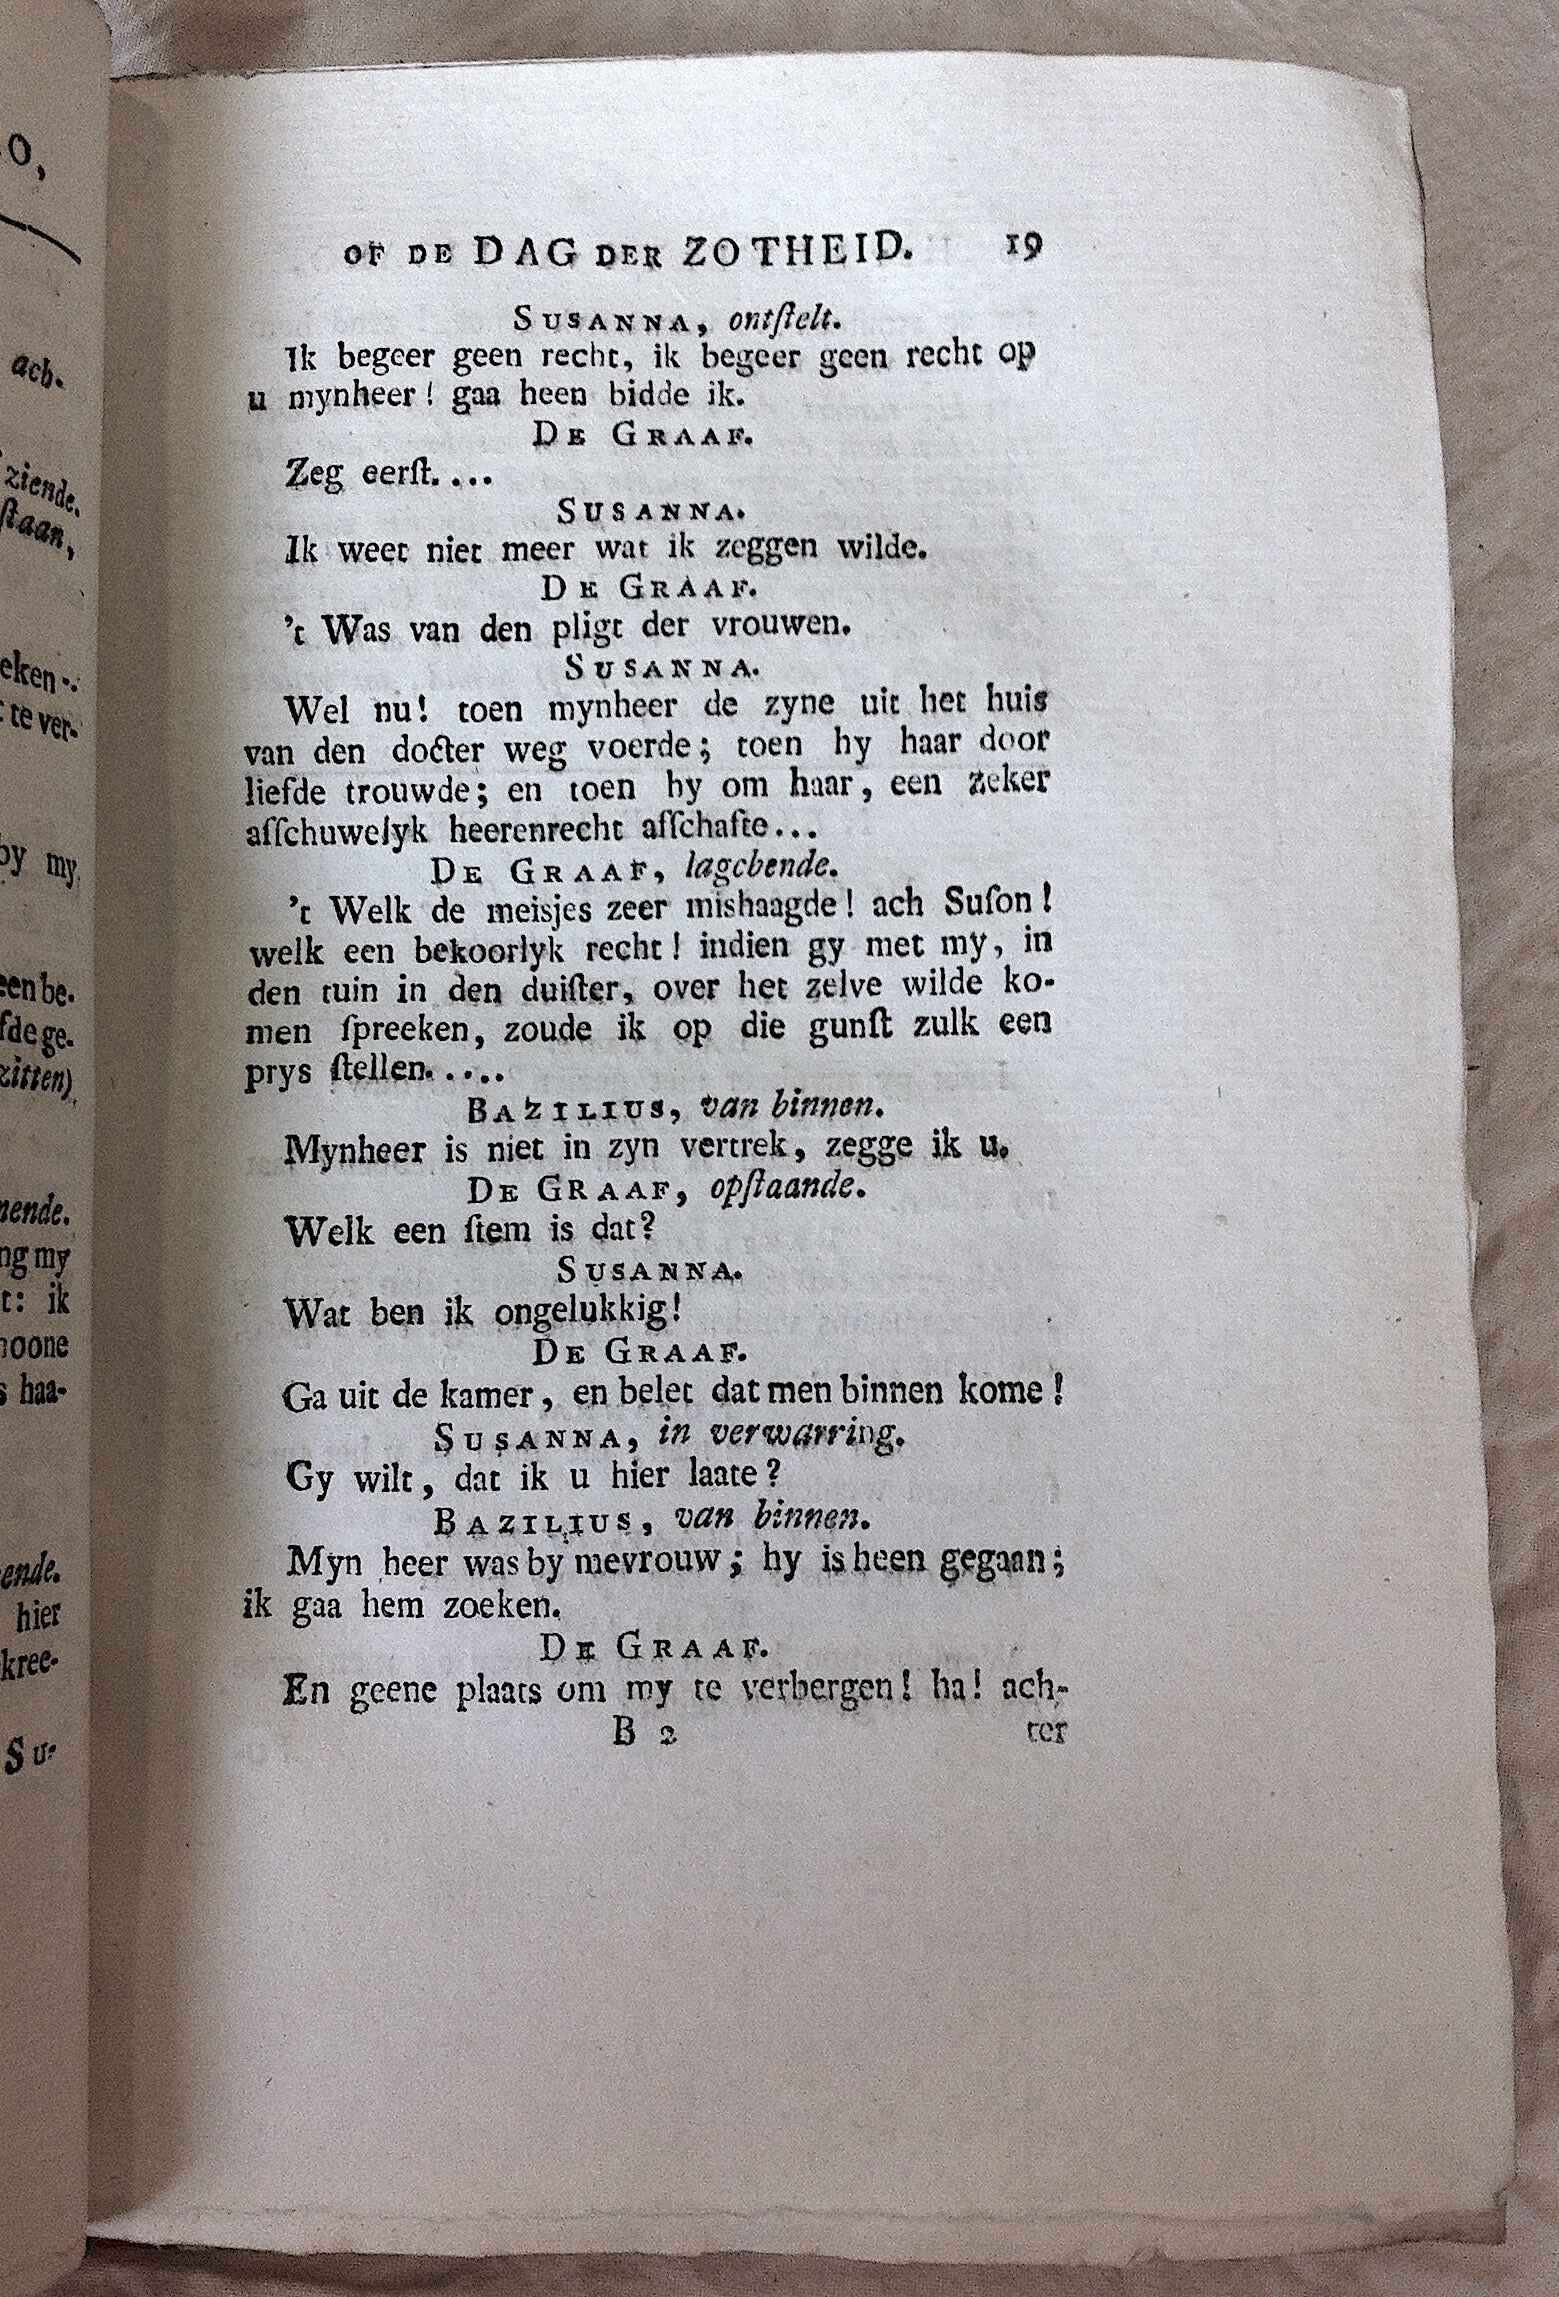 OF DE DAG DER ZOTHEID. 19
SUSANNA, ontſtelt.
Ik begeer geen recht, ik begeer geen recht op
u mynheer! gaa heen bidde ik.
DE GRAAF.
Zeg eerſt....
SUSANNA.
Ik weet niet meer wat ik zeggen wilde.
DE GRAAF.
't Was van den pligt der vrouwen.
SUSANNA.
Wel nu! toen mynheer de zyne uit het huis
van den docter weg voerde; toen hy haar door
liefde trouwde; en toen hy om haar, een zeker
afſchuwelyk heerenrecht afſchafte...
DE GRAAF, lagchende.
't Welk de meisjes zeer mishaagde! ach Suſon!
welk een bekoorlyk recht! indien gy met my, in
den tuin in den duiſter, over het zelve wilde ko-
men ſpreeken, zoude ik op die gunſt zulk een
prys ſtellen.....
BAZILIUS, van binnen.
Mynheer is niet in zyn vertrek, zegge ik u.
DE GRAAF, opſtaande.
Welk een ſtem is dat?
SUSANNA.
Wat ben ik ongelukkig!
DE GRAAF.
Ga uit de kamer, en belet dat men binnen kome!
SUSANNA, in verwarring.
Gy wilt, dat ik u hier laate?
BAZILIUS, van binnen.
Myn heer was by mevrouw; hy is heen gegaan;
ik gaa hem zoeken.
DE GRAAF.
En geene plaats om my te verbergen! ha! ach-
B 2 ter